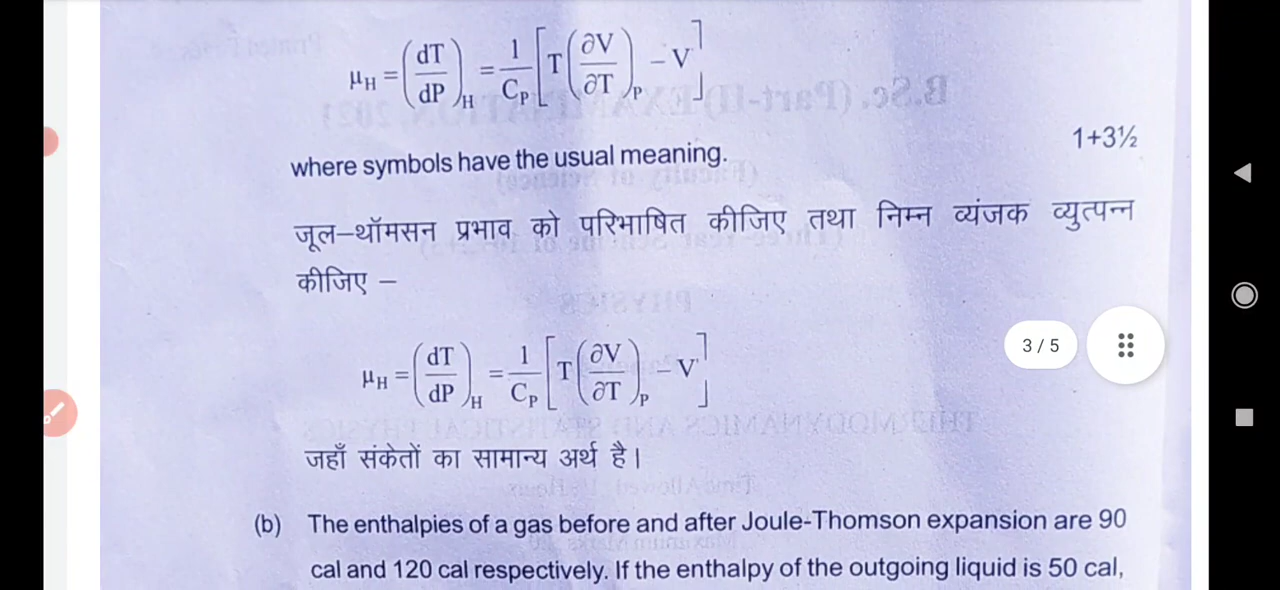 μH = (dT/dP)H = 1/CP [T(∂V/∂T)P − V]
where symbols have the usual meaning.
1+3½
जूल–थॉमसन प्रभाव को परिभाषित कीजिए तथा निम्न व्यंजक व्युत्पन्न
कीजिए –
μH = (dT/dP)H = 1/CP [T(∂V/∂T)P − V]
3 / 5
जहाँ संकेतों का सामान्य अर्थ है।
(b) The enthalpies of a gas before and after Joule-Thomson expansion are 90
cal and 120 cal respectively. If the enthalpy of the outgoing liquid is 50 cal,